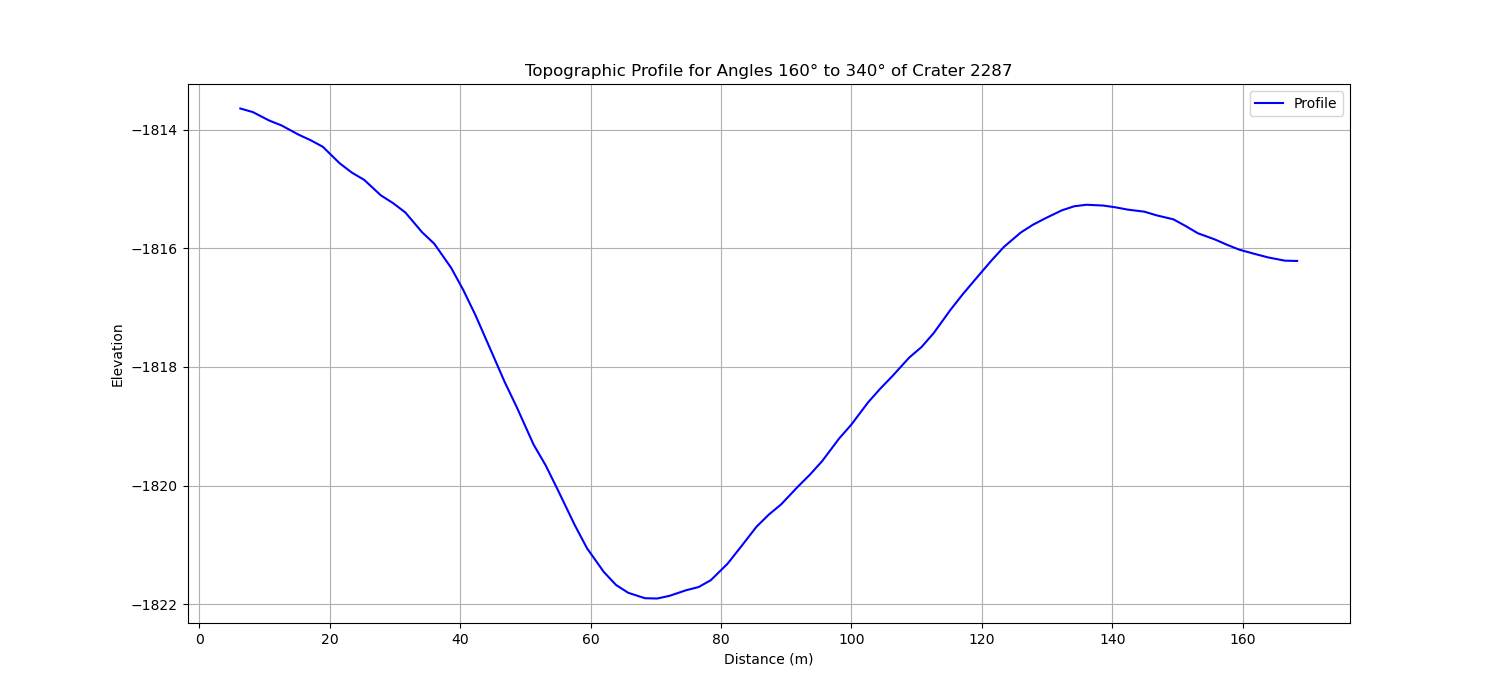 Topographic Profile for Angles 160° to 340° of Crater 2287
Profile
−1814
−1816
−1818
−1820
−1822
Elevation
0 20 40 60 80 100 120 140 160
Distance (m)